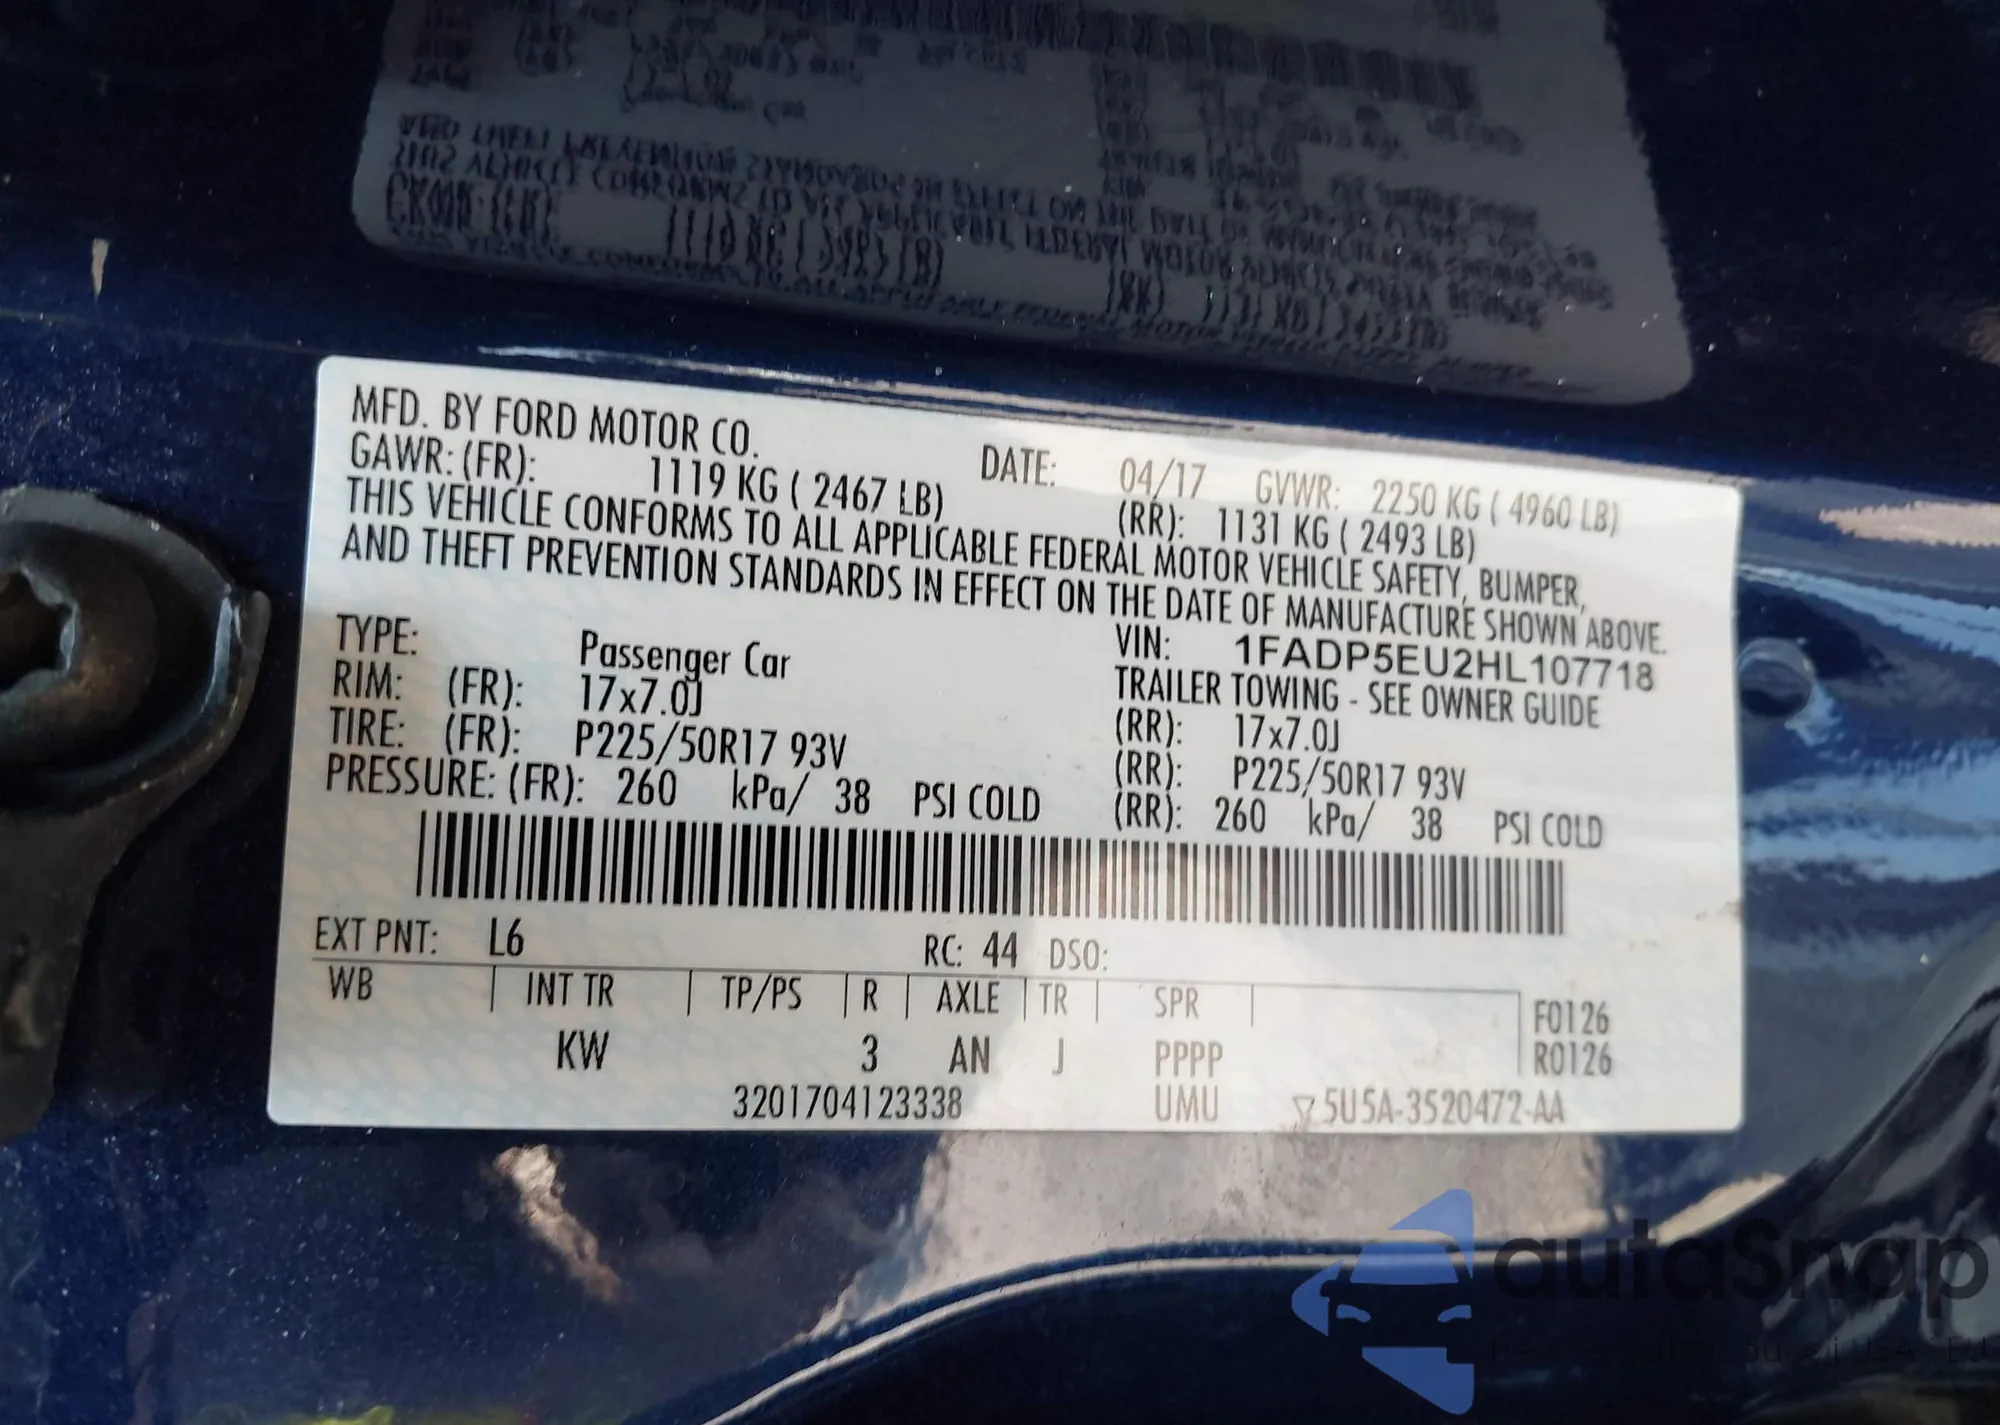 MFD. BY FORD MOTOR CO.
DATE: 04/17 GVWR: 2250 KG ( 4960 LB)
GAWR: (FR): 1119 KG ( 2467 LB) (RR): 1131 KG ( 2493 LB)
THIS VEHICLE CONFORMS TO ALL APPLICABLE FEDERAL MOTOR VEHICLE SAFETY, BUMPER,
AND THEFT PREVENTION STANDARDS IN EFFECT ON THE DATE OF MANUFACTURE SHOWN ABOVE.
VIN: 1FADP5EU2HL107718
TYPE: Passenger Car TRAILER TOWING - SEE OWNER GUIDE
RIM: (FR): 17x7.0J (RR): 17x7.0J
TIRE: (FR): P225/50R17 93V (RR): P225/50R17 93V
PRESSURE: (FR): 260 kPa/ 38 PSI COLD (RR): 260 kPa/ 38 PSI COLD
EXT PNT: L6 RC: 44 DSO:
WB INT TR TP/PS R AXLE TR SPR F0126
KW 3 AN J PPPP R0126
3201704123338 UMU 5U5A-3520472-AA
autoSnap